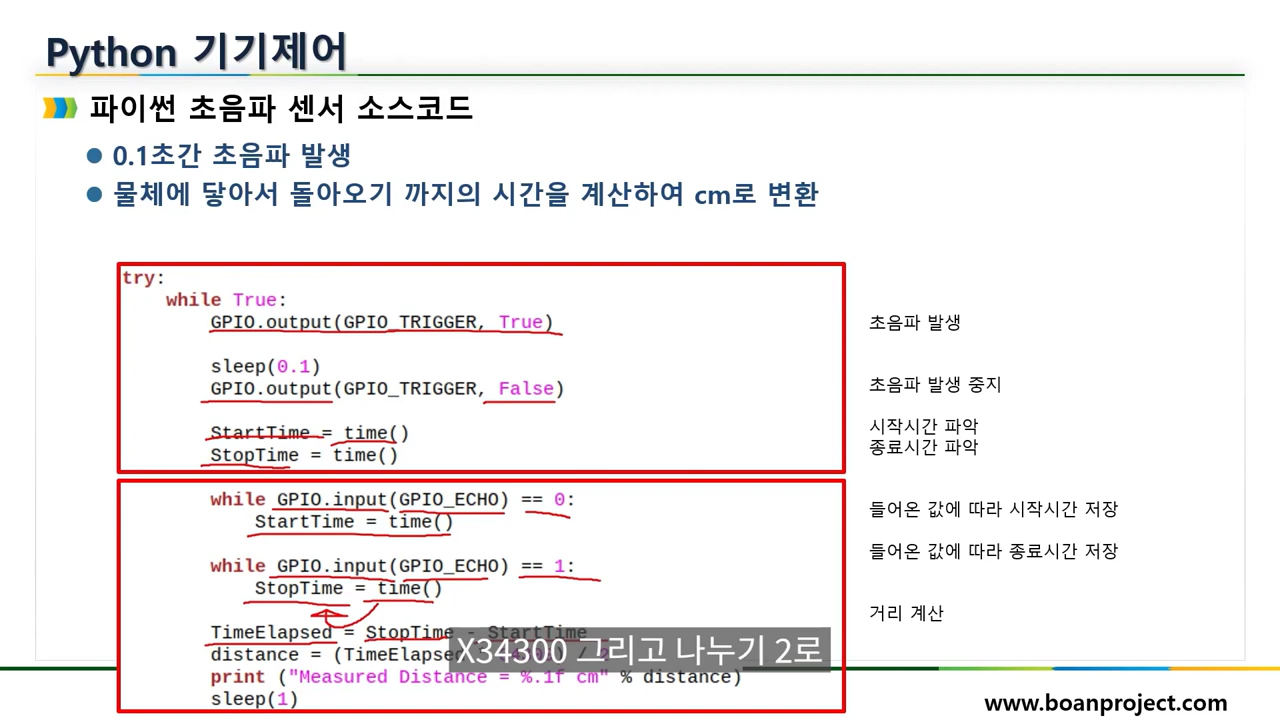 Python 기기제어
파이썬 초음파 센서 소스코드
0.1초간 초음파 발생
물체에 닿아서 돌아오기 까지의 시간을 계산하여 cm로 변환
try:
while True:
GPIO.output(GPIO_TRIGGER, True)
초음파 발생
sleep(0.1)
GPIO.output(GPIO_TRIGGER, False)
초음파 발생 중지
StartTime = time()
시작시간 파악
StopTime = time()
종료시간 파악
while GPIO.input(GPIO_ECHO) == 0:
들어온 값에 따라 시작시간 저장
StartTime = time()
들어온 값에 따라 종료시간 저장
while GPIO.input(GPIO_ECHO) == 1:
StopTime = time()
거리 계산
TimeElapsed = StopTime - StartTime
distance = (TimeElapsed
X34300 그리고 나누기 2로
print ("Measured Distance = %.1f cm" % distance)
sleep(1)
www.boanproject.com